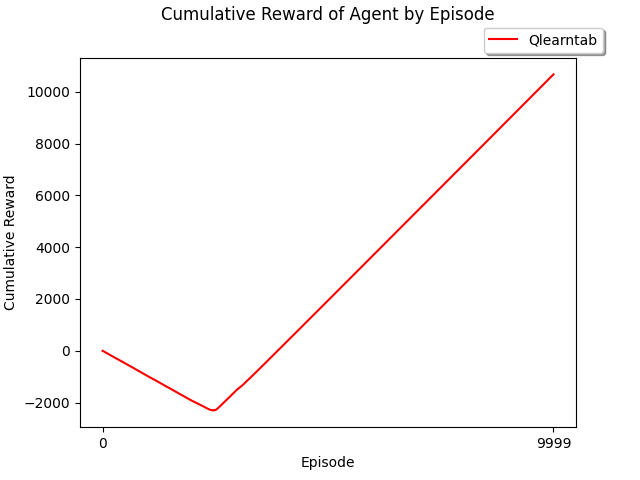 Cumulative Reward of Agent by Episode
Qlearntab
10000
8000
6000
4000
2000
0
−2000
Cumulative Reward
0
9999
Episode